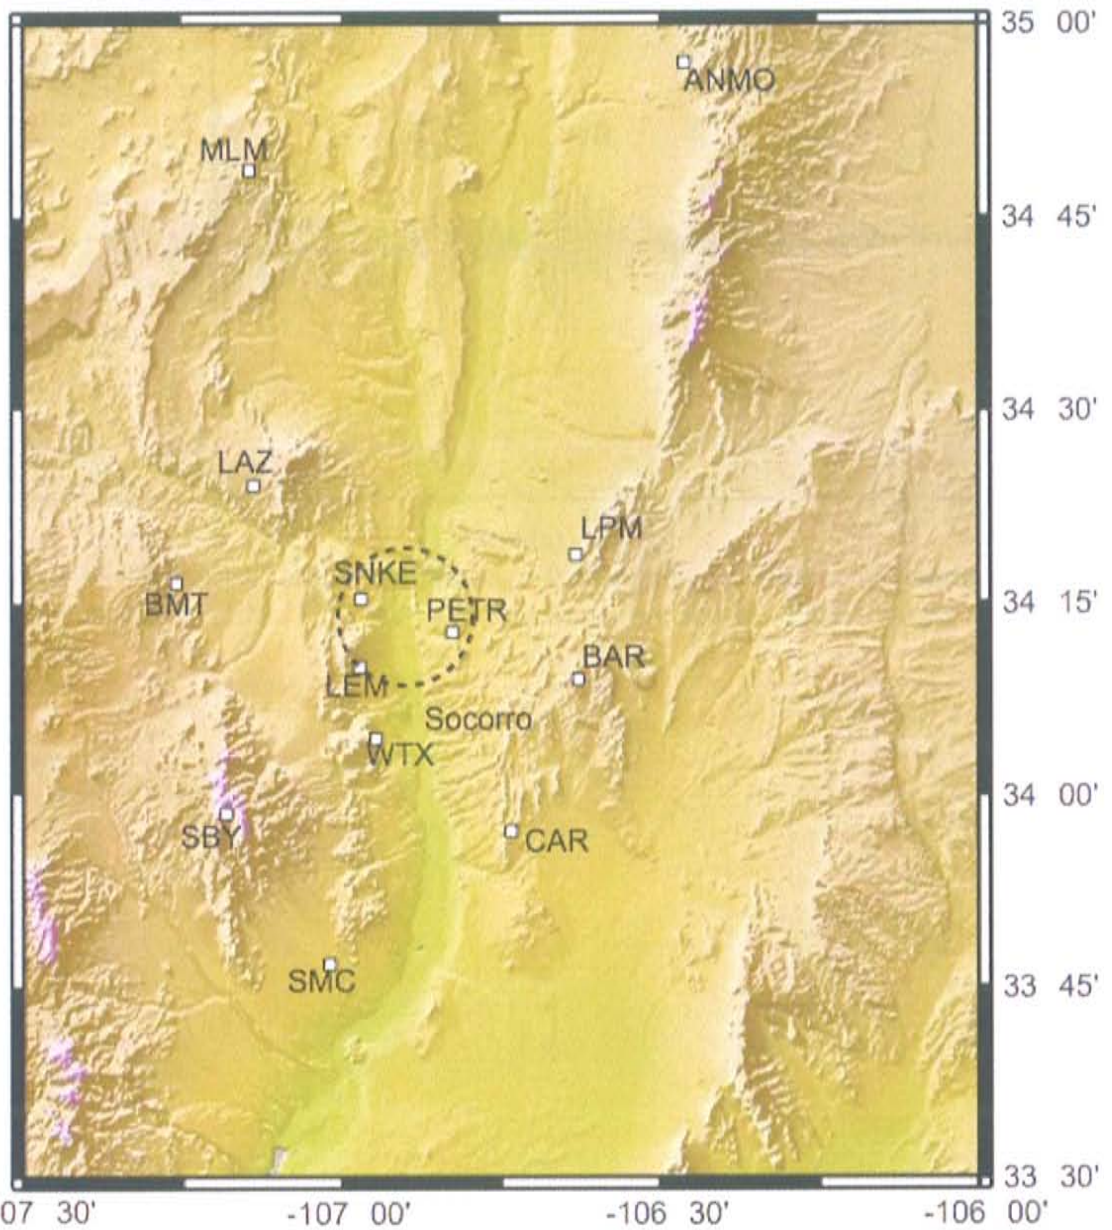 35 00'
ANMO
MLM
34 45'
34 30'
LAZ
LPM
SNKE
BMT
34 15'
PETR
BAR
LEM
Socorro
WTX
34 00'
SBY
CAR
SMC
33 45'
33 30'
07 30' -107 00' -106 30' -106 00'